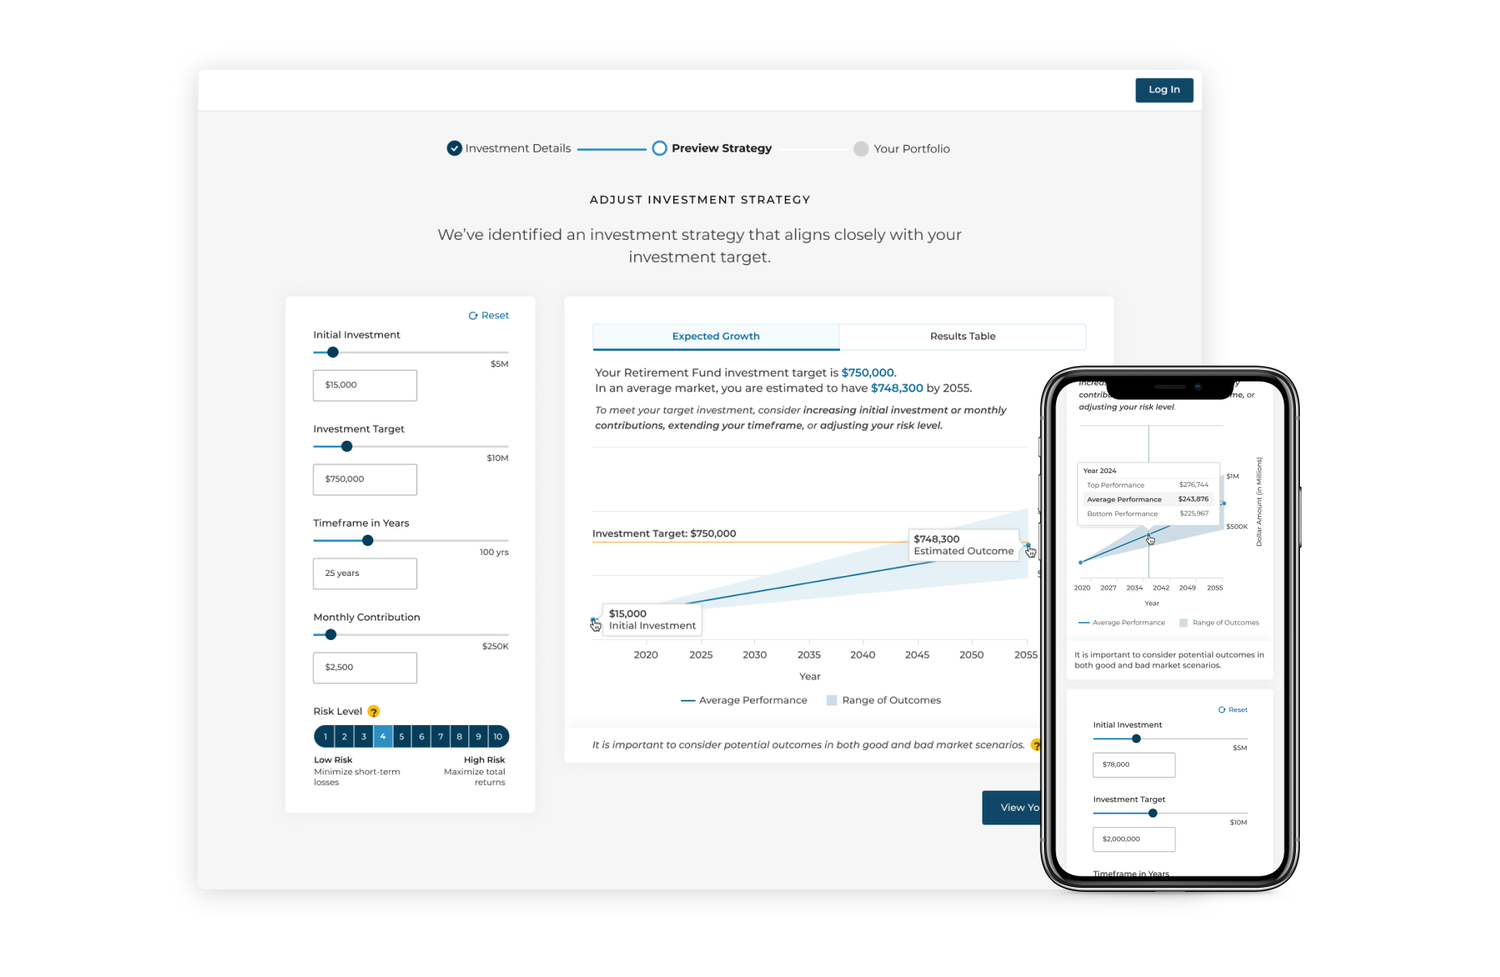 Log In
Investment Details
Preview Strategy
Your Portfolio
ADJUST INVESTMENT STRATEGY
We've identified an investment strategy that aligns closely with your
investment target.
Reset
Initial Investment
$5M
$15,000
Investment Target
$10M
$750,000
Timeframe in Years
100 yrs
25 years
Monthly Contribution
$250K
$2,500
Risk Level ?
1 2 3 4 5 6 7 8 9 10
Low Risk
High Risk
Minimize short-term
losses
Maximize total
returns
Expected Growth
Results Table
Your Retirement Fund investment target is $750,000.
In an average market, you are estimated to have $748,300 by 2055.
To meet your target investment, consider increasing initial investment or monthly
contributions, extending your timeframe, or adjusting your risk level.
Investment Target: $750,000
$748,300
Estimated Outcome
$15,000
Initial Investment
2020 2025 2030 2035 2040 2045 2050 2055
Year
Average Performance
Range of Outcomes
It is important to consider potential outcomes in both good and bad market scenarios. ?
View Yo
adjusting your risk level.
Year 2024
Top Performance $276,744
Average Performance $243,876
Bottom Performance $225,967
$1M
$500K
Dollar Amount (in Millions)
2020 2027 2034 2042 2049 2055
Year
Average Performance
Range of Outcomes
It is important to consider potential outcomes in
both good and bad market scenarios.
Reset
Initial Investment
$5M
$78,000
Investment Target
$10M
$2,000,000
Timeframe in Years